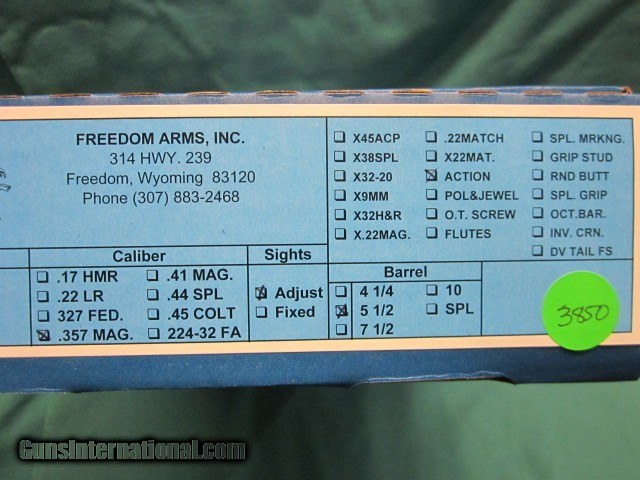 FREEDOM ARMS, INC.
314 HWY. 239
Freedom, Wyoming 83120
Phone (307) 883-2468
X45ACP .22MATCH SPL. MRKNG.
X38SPL X22MAT. GRIP STUD
X32-20 ACTION RND BUTT
X9MM POL&JEWEL SPL. GRIP
X32H&R O.T. SCREW OCT.BAR.
X.22MAG. FLUTES INV. CRN.
DV TAIL FS
Caliber
.17 HMR .41 MAG.
.22 LR .44 SPL
327 FED. .45 COLT
.357 MAG. 224-32 FA
Sights
Adjust
Fixed
Barrel
4 1/4 10
5 1/2 SPL
7 1/2
3850
GunsInternational.com